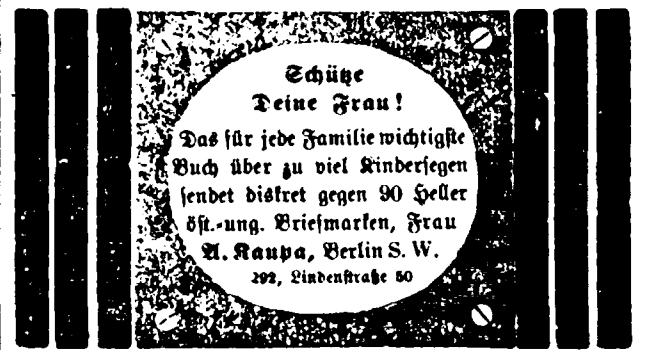 Schütze
Deine Frau!
Das für jede Familie wichtigste
Buch über zu viel Kindersegen
sendet diskret gegen 90 Heller
öst.-ung. Briefmarken, Frau
A. Kaupa, Berlin S. W.
292, Lindenstraße 50